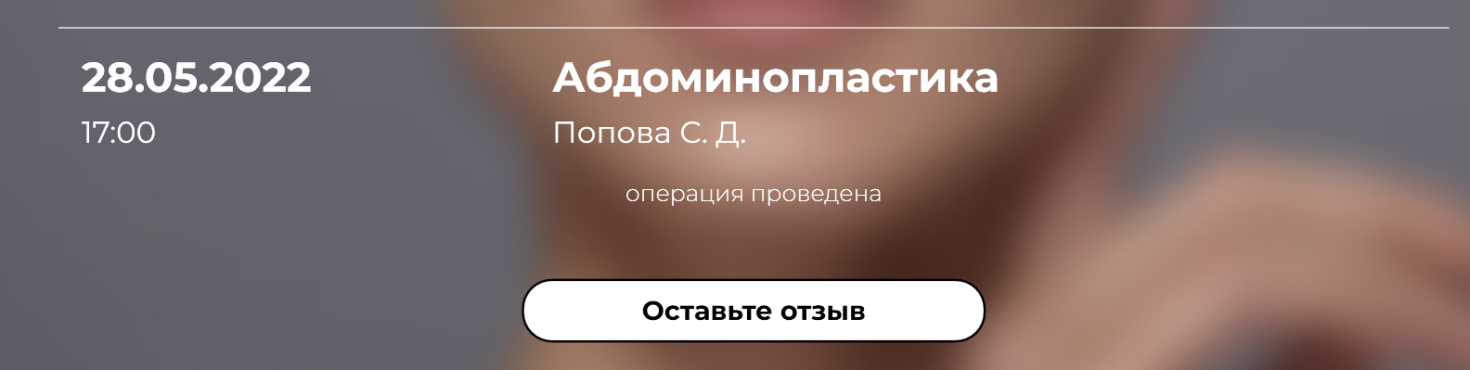 28.05.2022
Абдоминопластика
17:00
Попова С. Д.
операция проведена
Оставьте отзыв